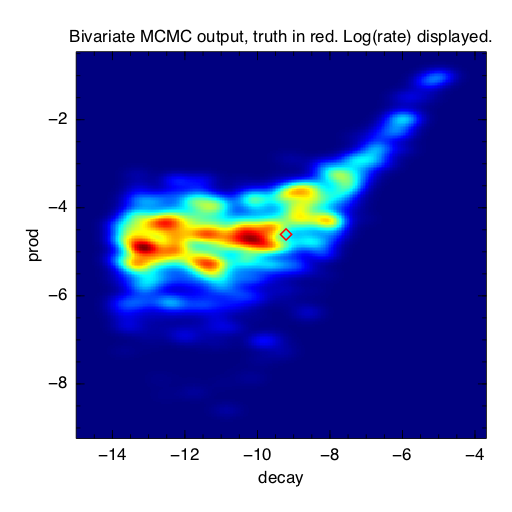 Bivariate MCMC output, truth in red. Log(rate) displayed.
prod
−2
−4
−6
−8
−14 −12 −10 −8 −6 −4
decay